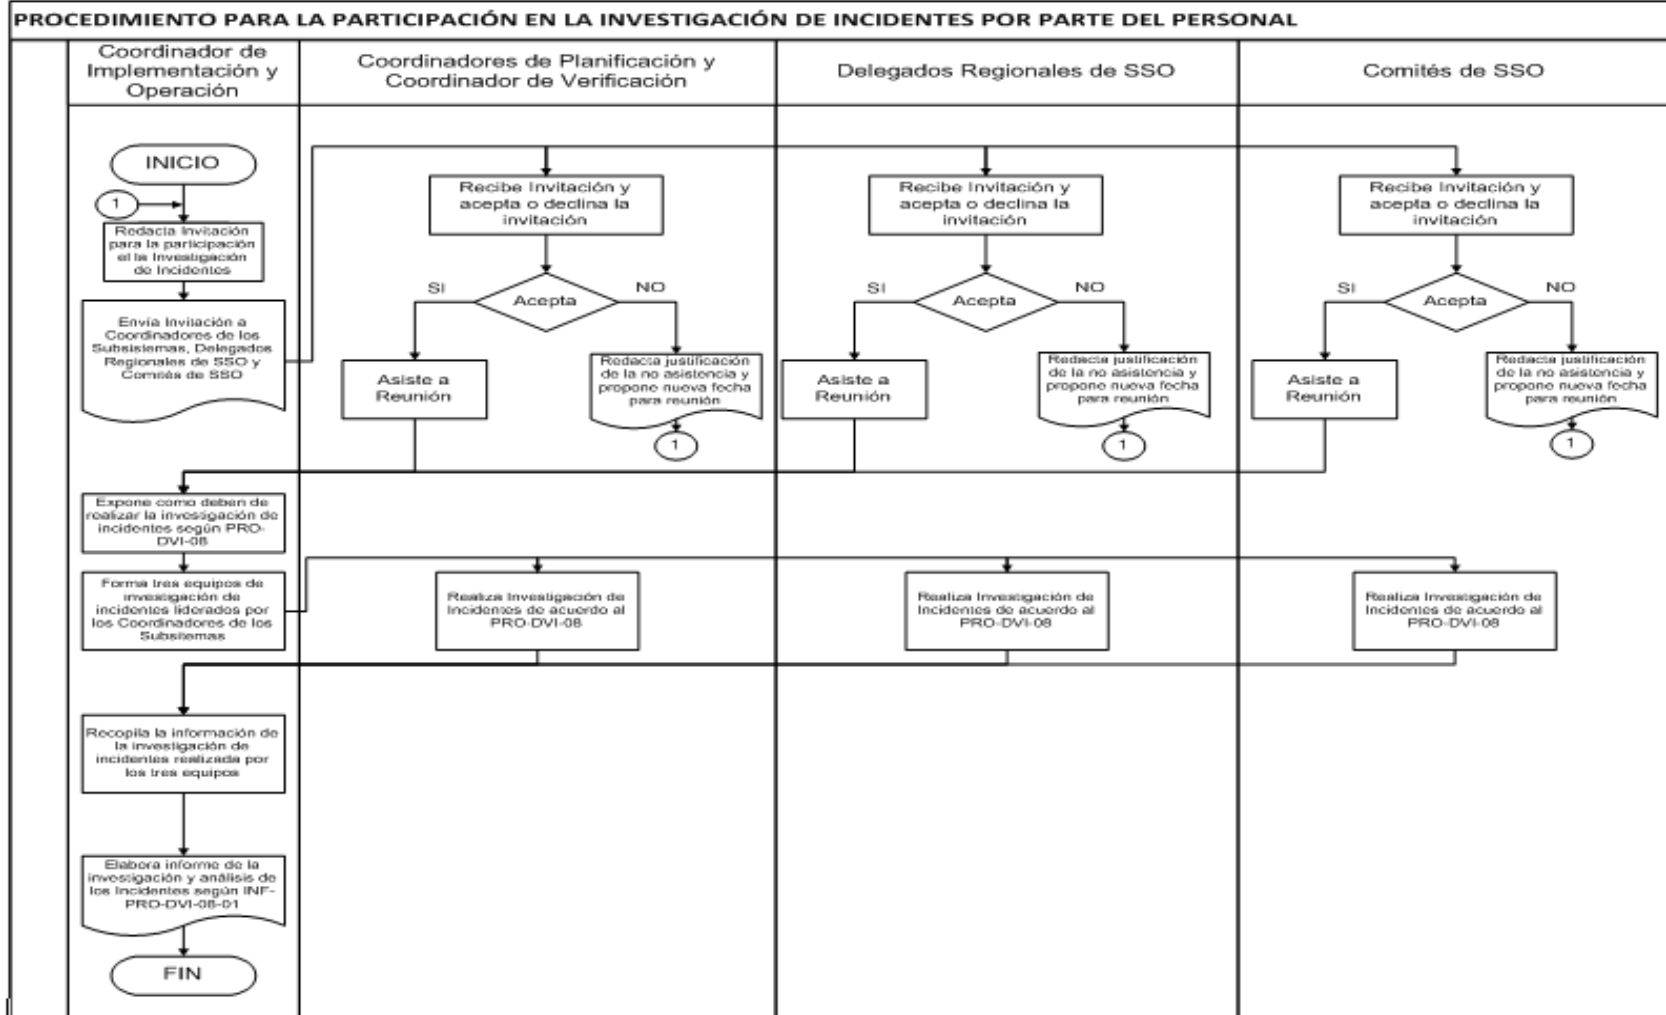 PROCEDIMIENTO PARA LA PARTICIPACIÓN EN LA INVESTIGACIÓN DE INCIDENTES POR PARTE DEL PERSONAL
Coordinador de
Implementación y
Operación
Coordinadores de Planificación y
Coordinador de Verificación
Delegados Regionales de SSO
Comités de SSO
INICIO
1
Redacta Invitación
para la participación
el la Investigación
de Incidentes
Envía Invitación a
Coordinadores de los
Subsistemas, Delegados
Regionales de SSO y
Comités de SSO
Recibe Invitación y
acepta o declina la
invitación
SI
Acepta
NO
Asiste a
Reunión
Redacta justificación
de la no asistencia y
propone nueva fecha
para reunión
1
Recibe Invitación y
acepta o declina la
invitación
SI
Acepta
NO
Asiste a
Reunión
Redacta justificación
de la no asistencia y
propone nueva fecha
para reunión
1
Recibe Invitación y
acepta o declina la
invitación
SI
Acepta
NO
Asiste a
Reunión
Redacta justificación
de la no asistencia y
propone nueva fecha
para reunión
1
Expone como deben de
realizar la investigación de
incidentes según PRO-
DVI-08
Forma tres equipos de
investigación de
incidentes liderados por
los Coordinadores de los
Subsitemas
Realiza Investigación de
Incidentes de acuerdo al
PRO-DVI-08
Realiza Investigación de
Incidentes de acuerdo al
PRO-DVI-08
Realiza Investigación de
Incidentes de acuerdo al
PRO-DVI-08
Recopila la información de
la investigación de
incidentes realizada por
los tres equipos
Elabora informe de la
investigación y análisis de
los Incidentes según INF-
PRO-DVI-08-01
FIN